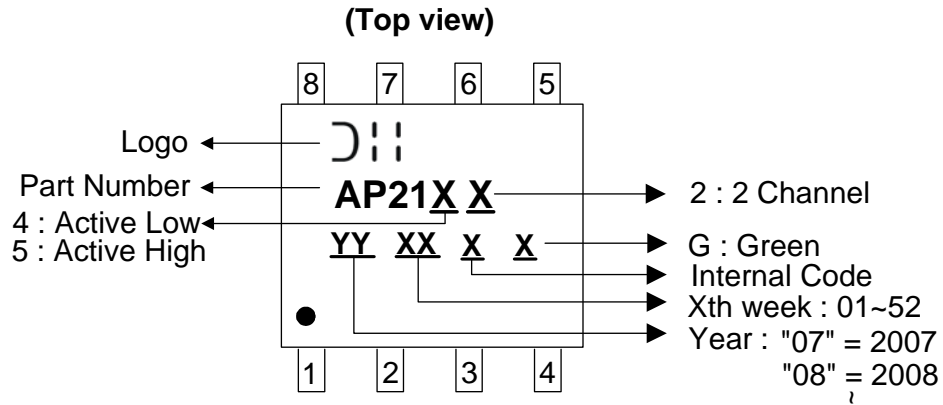 (Top view)
8 7 6 5
Logo
Part Number
4 : Active Low
5 : Active High
AP21X X
YY XX X X
2 : 2 Channel
G : Green
Internal Code
Xth week : 01~52
Year : "07" = 2007
"08" = 2008
~
1 2 3 4